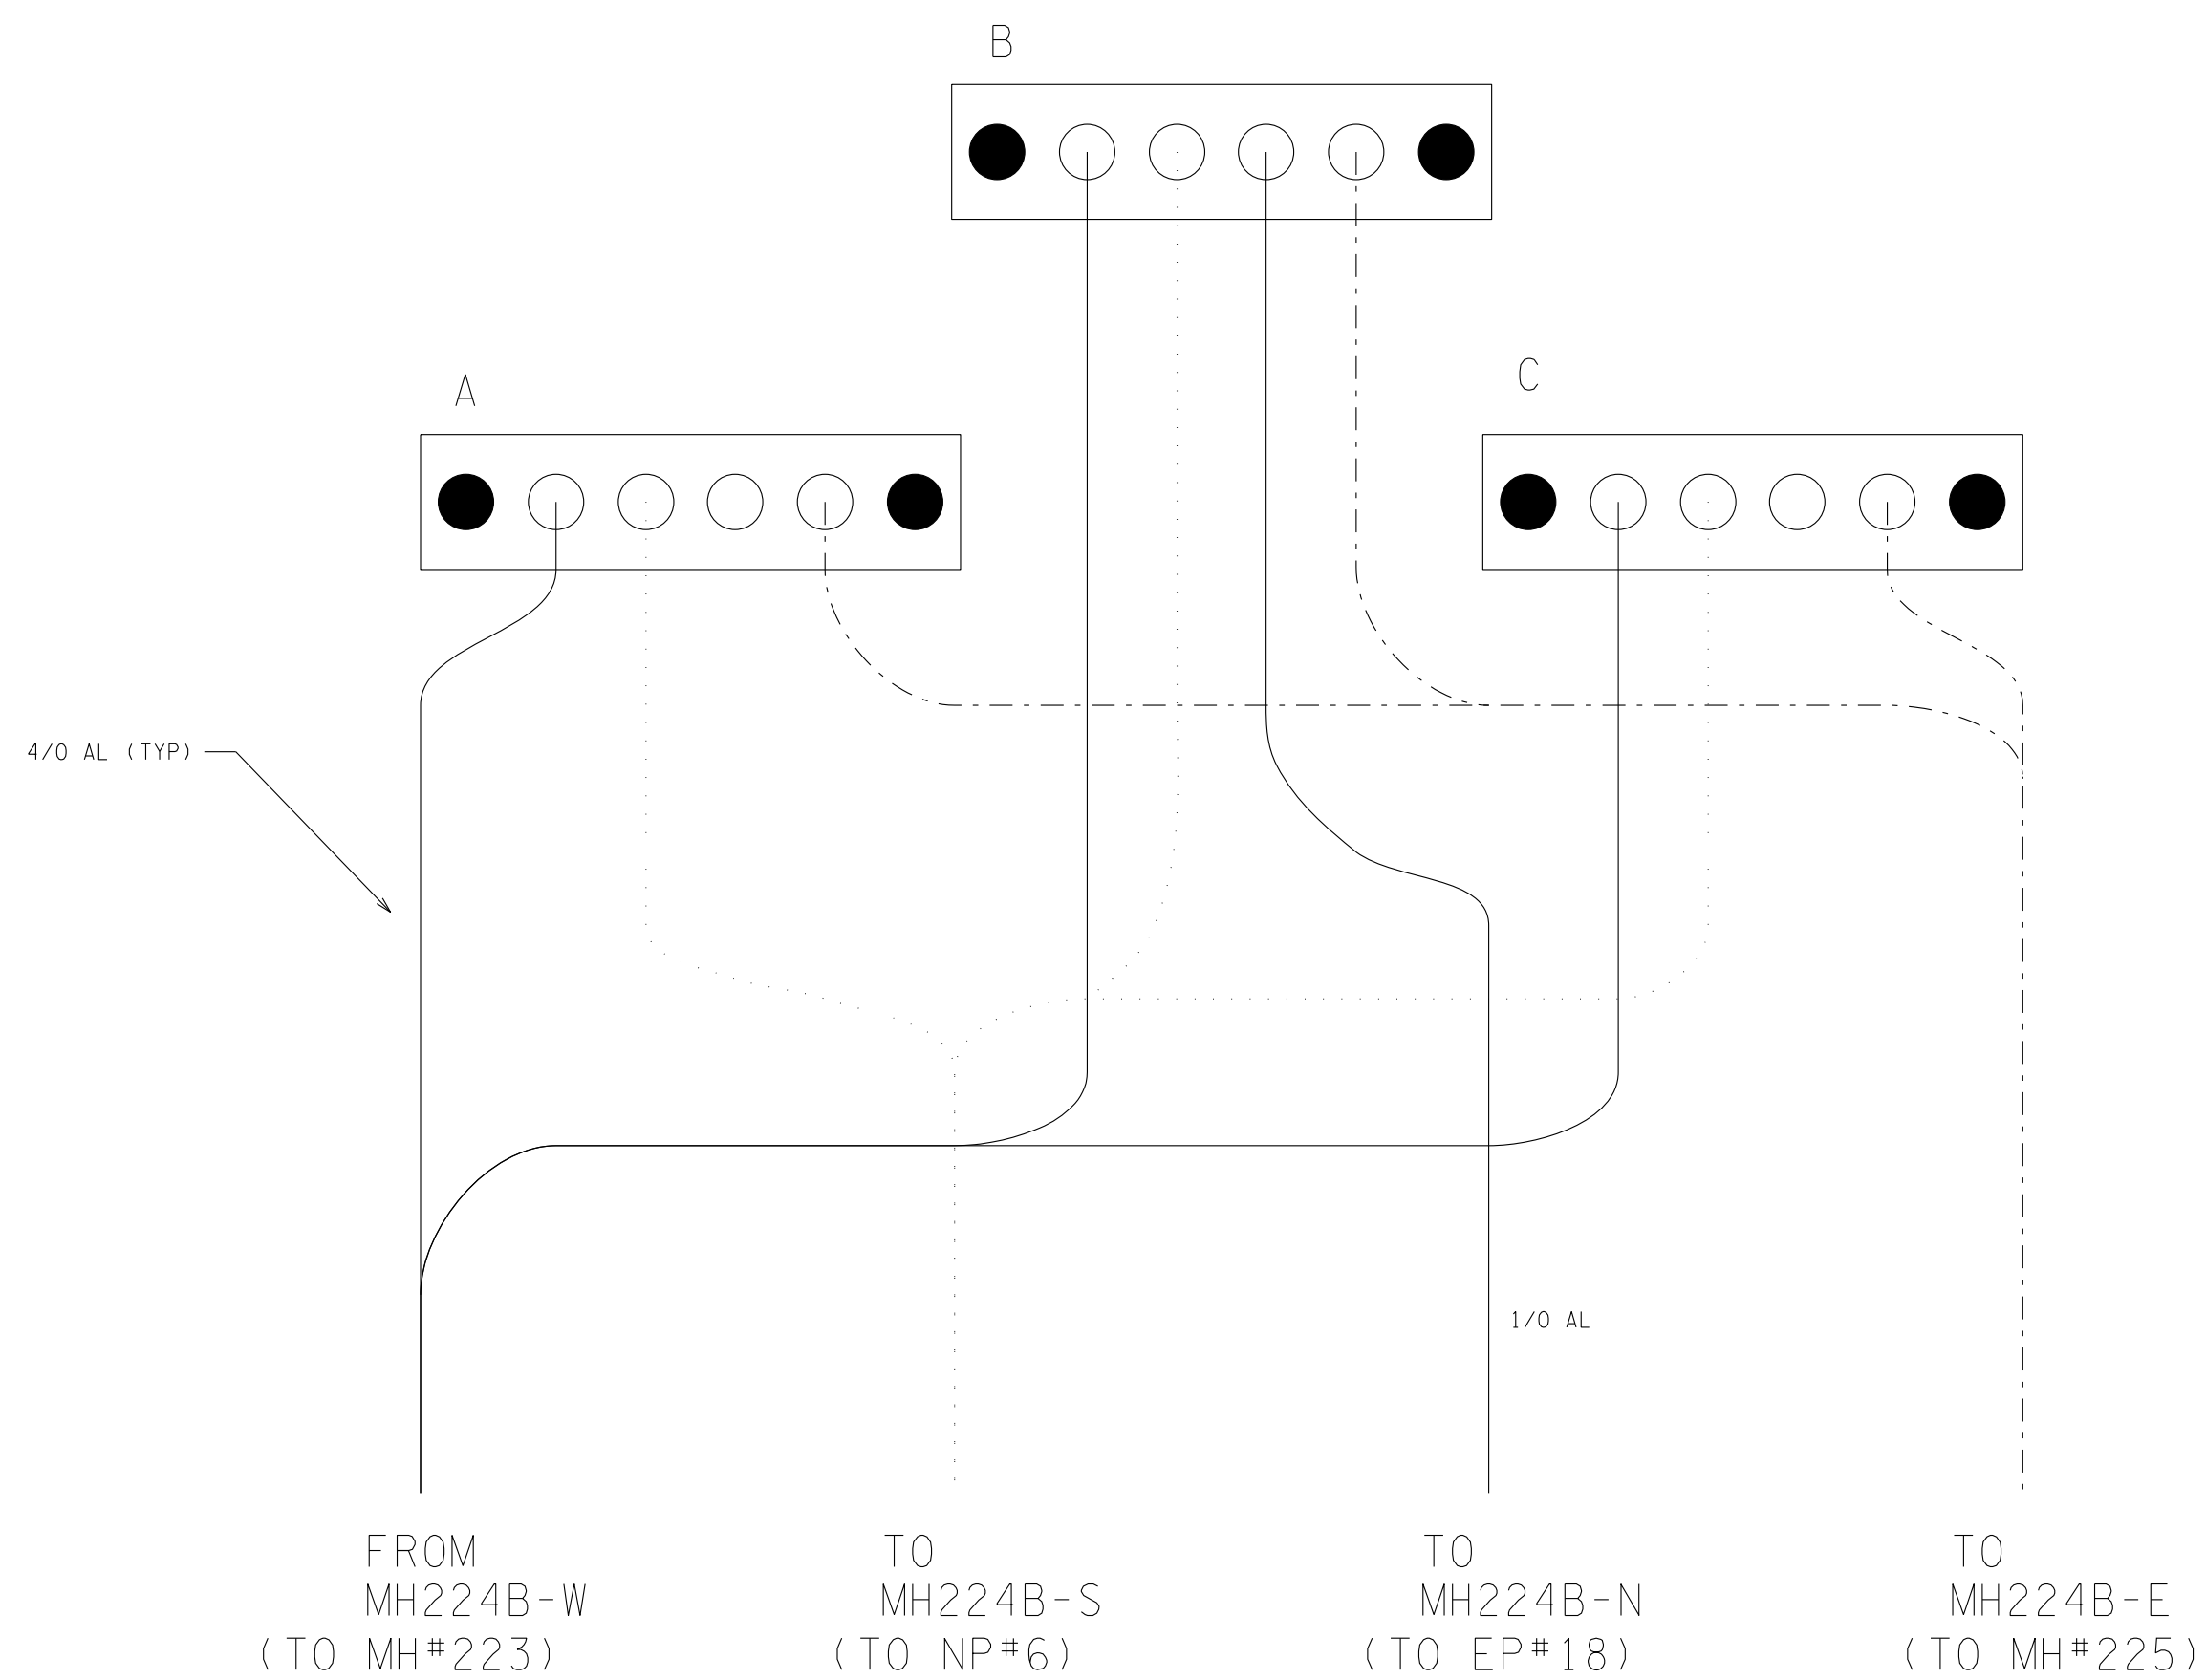 B
A
C
4/0 AL (TYP)
1/0 AL
FROM
MH224B-W
(TO MH#223)
TO
MH224B-S
(TO NP#6)
TO
MH224B-N
(TO EP#18)
TO
MH224B-E
(TO MH#225)